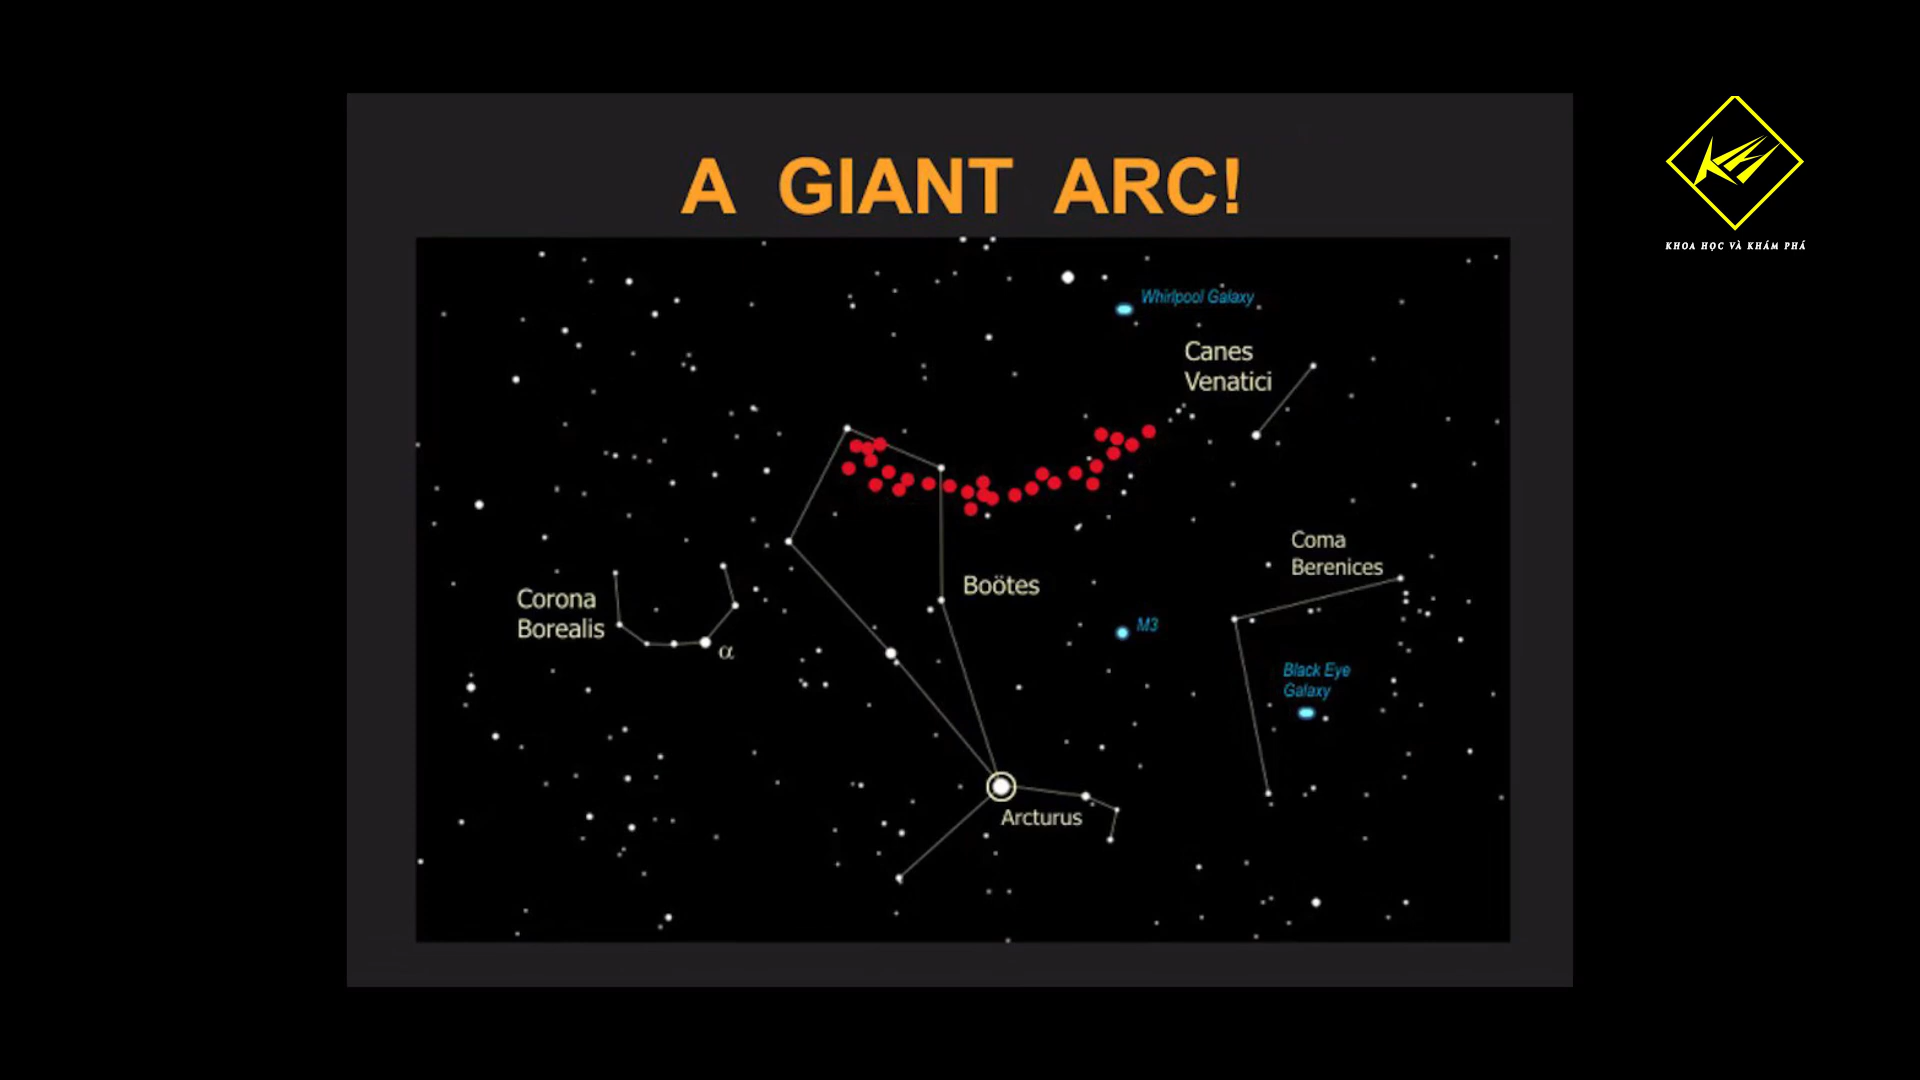 A GIANT ARC!
KHOA HỌC VÀ KHÁM PHÁ
Whirlpool Galaxy
Canes
Venatici
Coma
Berenices
Boötes
Corona
Borealis
α
M3
Black Eye
Galaxy
Arcturus